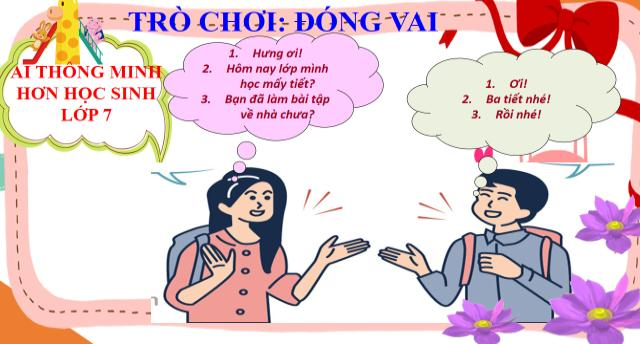 TRÒ CHƠI: ĐÓNG VAI
AI THÔNG MINH
HƠN HỌC SINH
LỚP 7
1. Hưng ơi!
2. Hôm nay lớp mình
học mấy tiết?
3. Bạn đã làm bài tập
về nhà chưa?
1. Ơi!
2. Ba tiết nhé!
3. Rồi nhé!